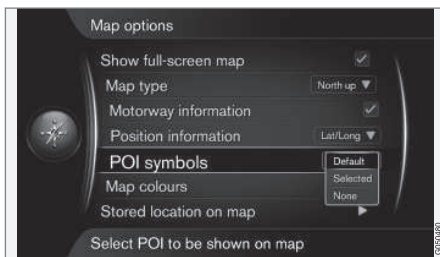 Map options
Show full-screen map
Map type North up
Motorway information
Position information Lat/Long
POI symbols Default
Selected
Map colours
None
Stored location on map
Select POI to be shown on map
G050480